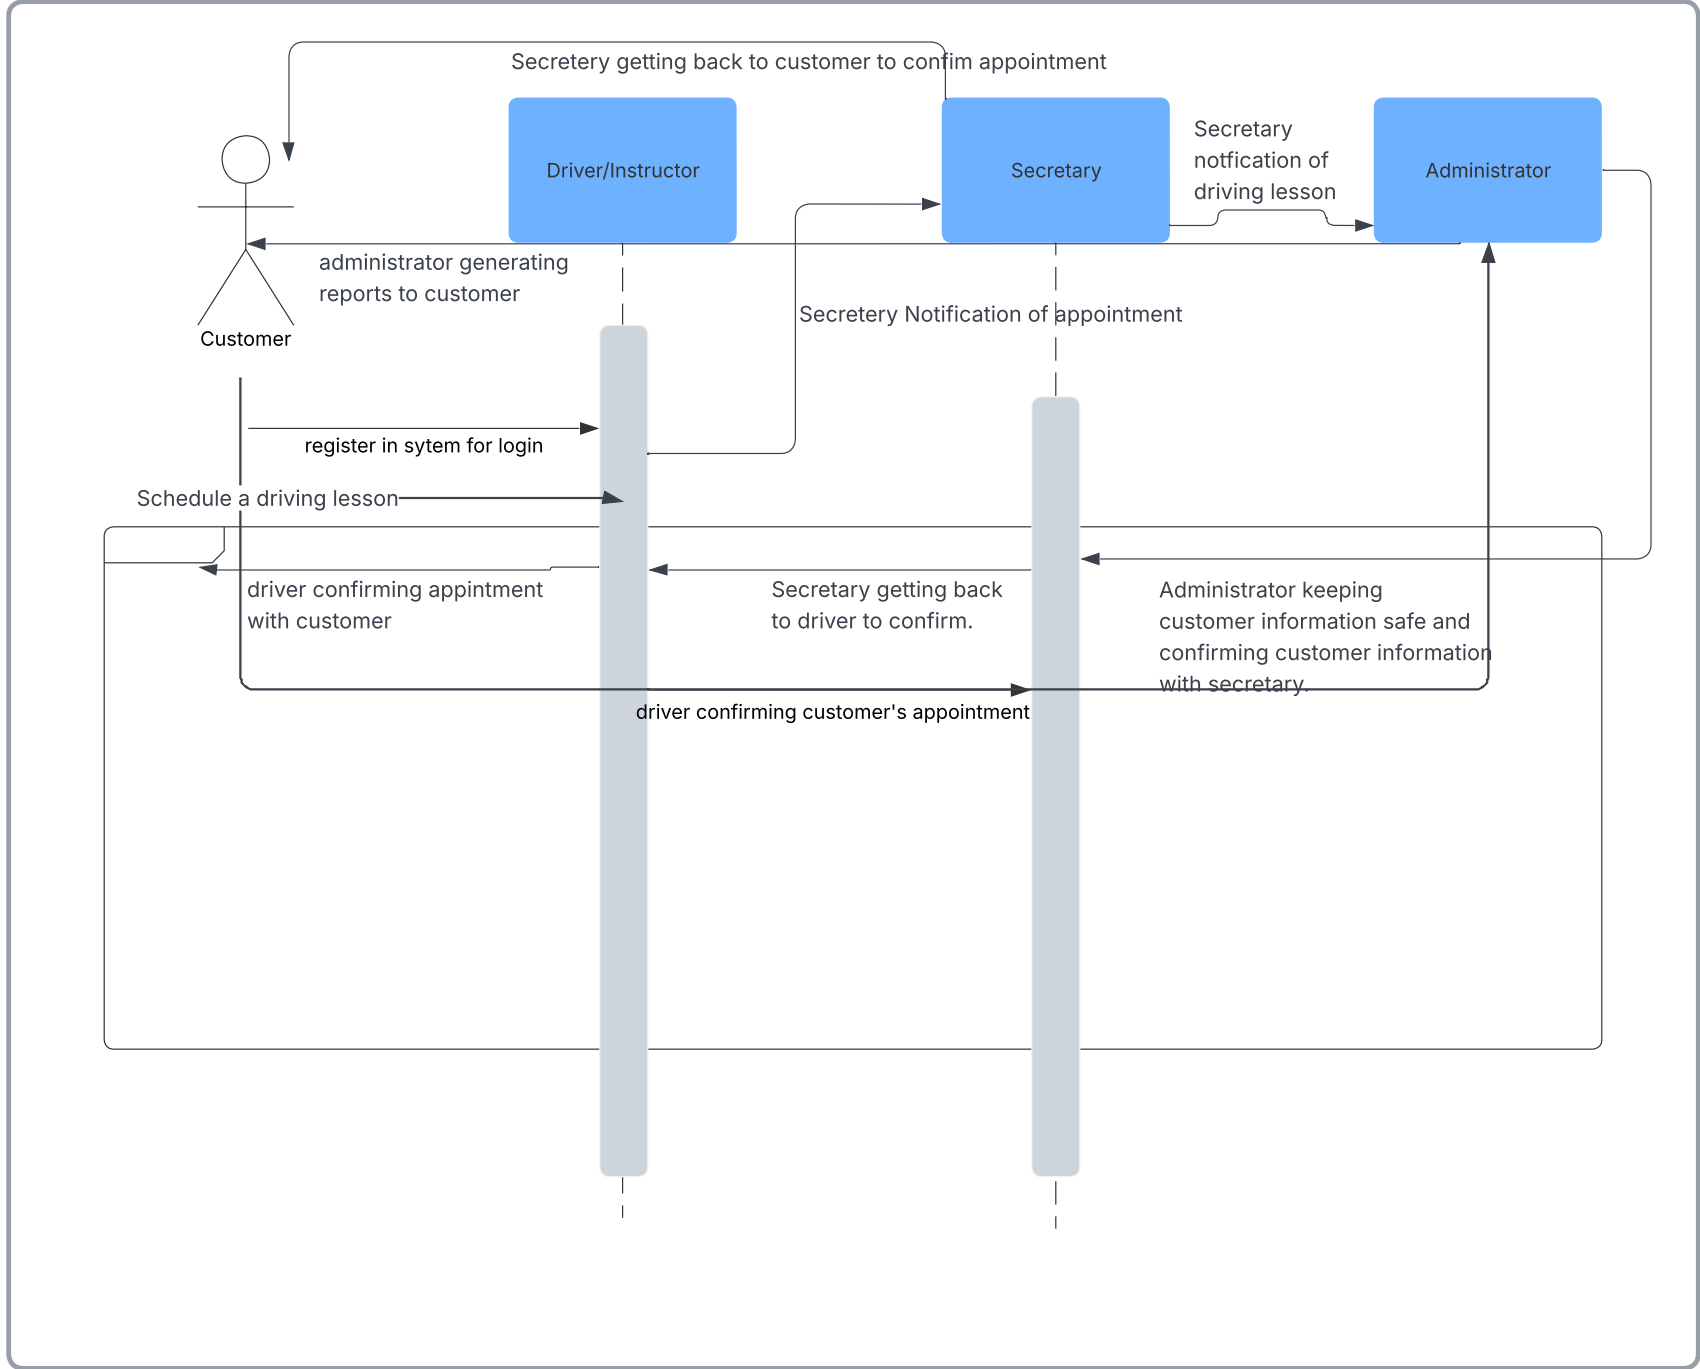 Secretery getting back to customer to confim appointment
Driver/Instructor
Secretary
Secretary
notfication of
driving lesson
Administrator
administrator generating
reports to customer
Customer
Secretery Notification of appointment
register in sytem for login
Schedule a driving lesson
driver confirming appintment
with customer
Secretary getting back
to driver to confirm.
Administrator keeping
customer information safe and
confirming customer information
with secretary.
driver confirming customer's appointment